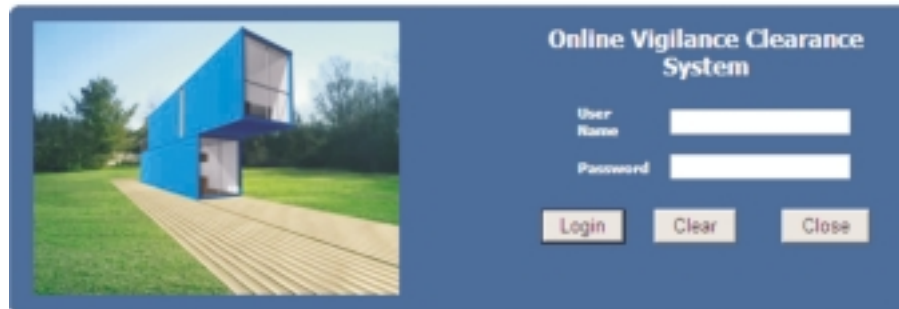 Online Vigilance Clearance
System
User
Name
Password
Login Clear Close